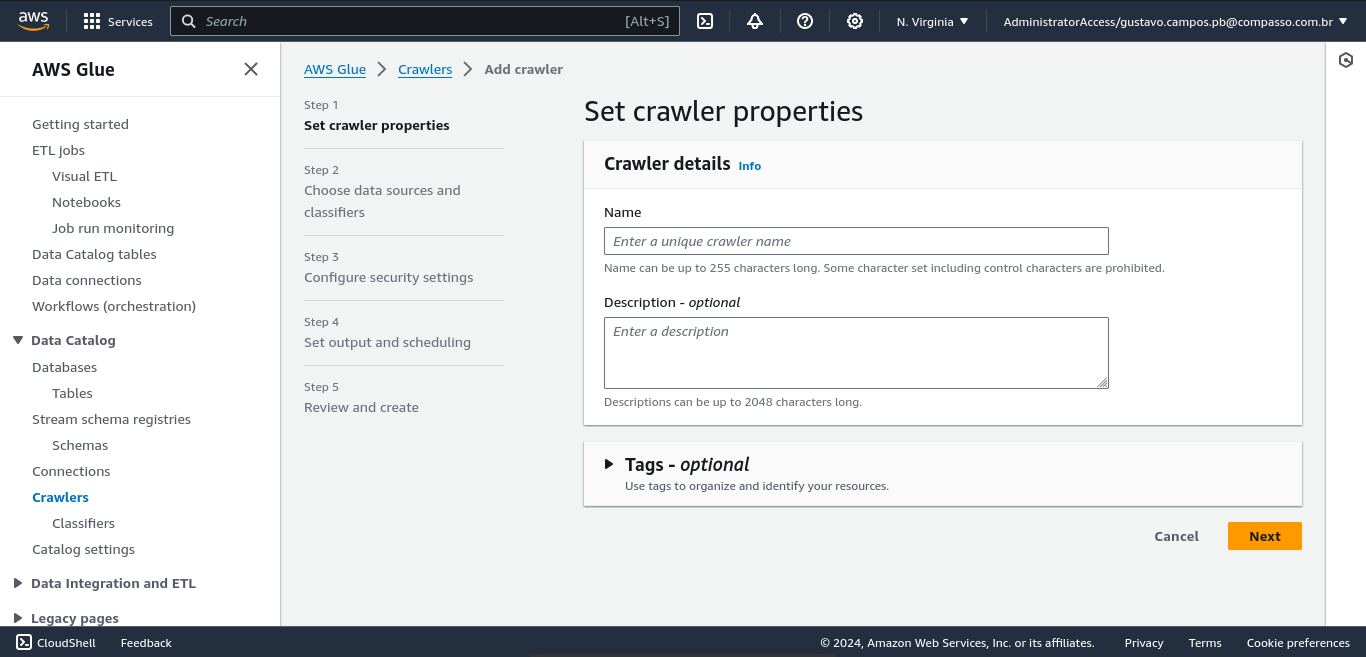 aws
Services
Search
[Alt+S]
N. Virginia
AdministratorAccess/gustavo.campos.pb@compasso.com.br
AWS Glue
Getting started
ETL jobs
Visual ETL
Notebooks
Job run monitoring
Data Catalog tables
Data connections
Workflows (orchestration)
Data Catalog
Databases
Tables
Stream schema registries
Schemas
Connections
Crawlers
Classifiers
Catalog settings
Data Integration and ETL
Legacy pages
AWS Glue
Crawlers
Add crawler
Step 1
Set crawler properties
Step 2
Choose data sources and
classifiers
Step 3
Configure security settings
Step 4
Set output and scheduling
Step 5
Review and create
Set crawler properties
Crawler details Info
Name
Enter a unique crawler name
Name can be up to 255 characters long. Some character set including control characters are prohibited.
Description - optional
Enter a description
Descriptions can be up to 2048 characters long.
Tags - optional
Use tags to organize and identify your resources.
Cancel
Next
CloudShell
Feedback
© 2024, Amazon Web Services, Inc. or its affiliates.
Privacy
Terms
Cookie preferences